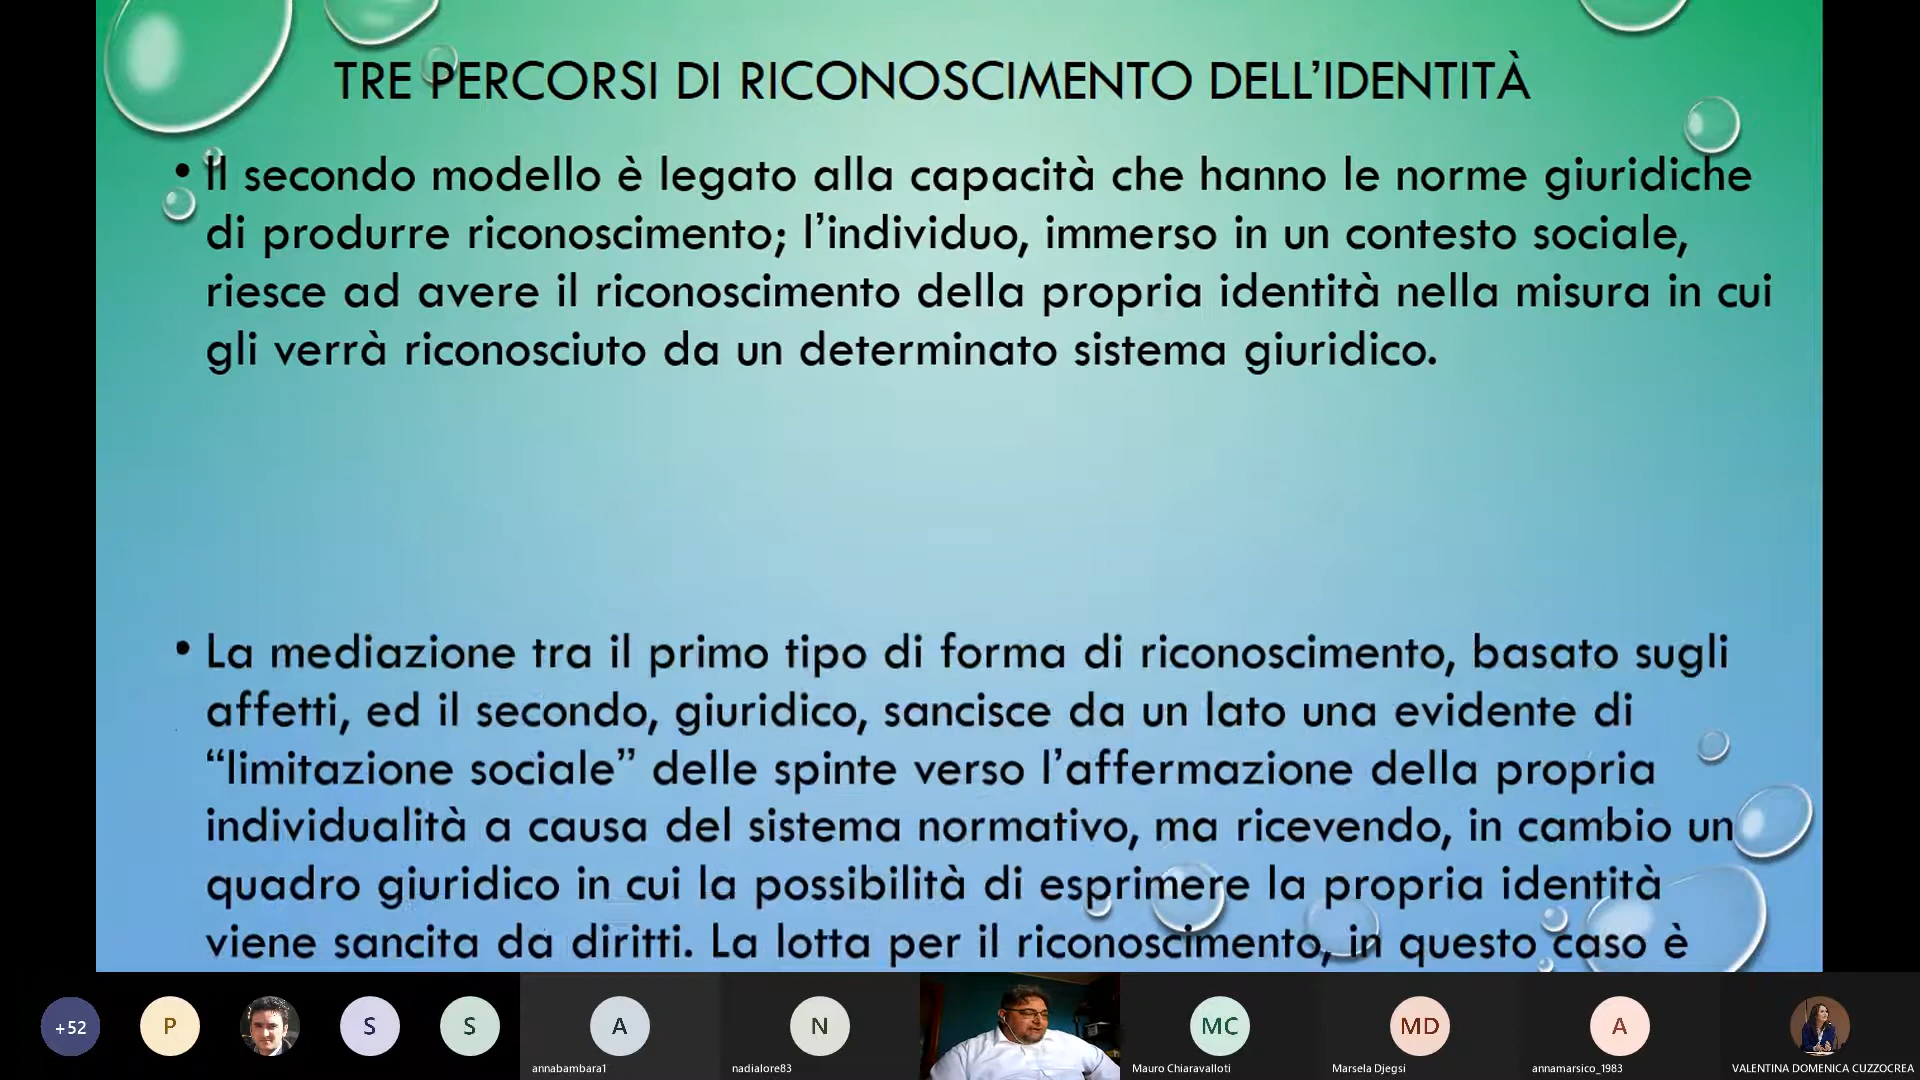 TRE PERCORSI DI RICONOSCIMENTO DELL’IDENTITÀ
• Il secondo modello è legato alla capacità che hanno le norme giuridiche
di produrre riconoscimento; l’individuo, immerso in un contesto sociale,
riesce ad avere il riconoscimento della propria identità nella misura in cui
gli verrà riconosciuto da un determinato sistema giuridico.
• La mediazione tra il primo tipo di forma di riconoscimento, basato sugli
affetti, ed il secondo, giuridico, sancisce da un lato una evidente di
“limitazione sociale” delle spinte verso l’affermazione della propria
individualità a causa del sistema normativo, ma ricevendo, in cambio un
quadro giuridico in cui la possibilità di esprimere la propria identità
viene sancita da diritti. La lotta per il riconoscimento, in questo caso è
+52
P
S
S
A
N
MC
MD
A
annabambara1
nadialore83
Mauro Chiaravalloti
Marsela Djegsi
annamarsico_1983
VALENTINA DOMENICA CUZZOCREA